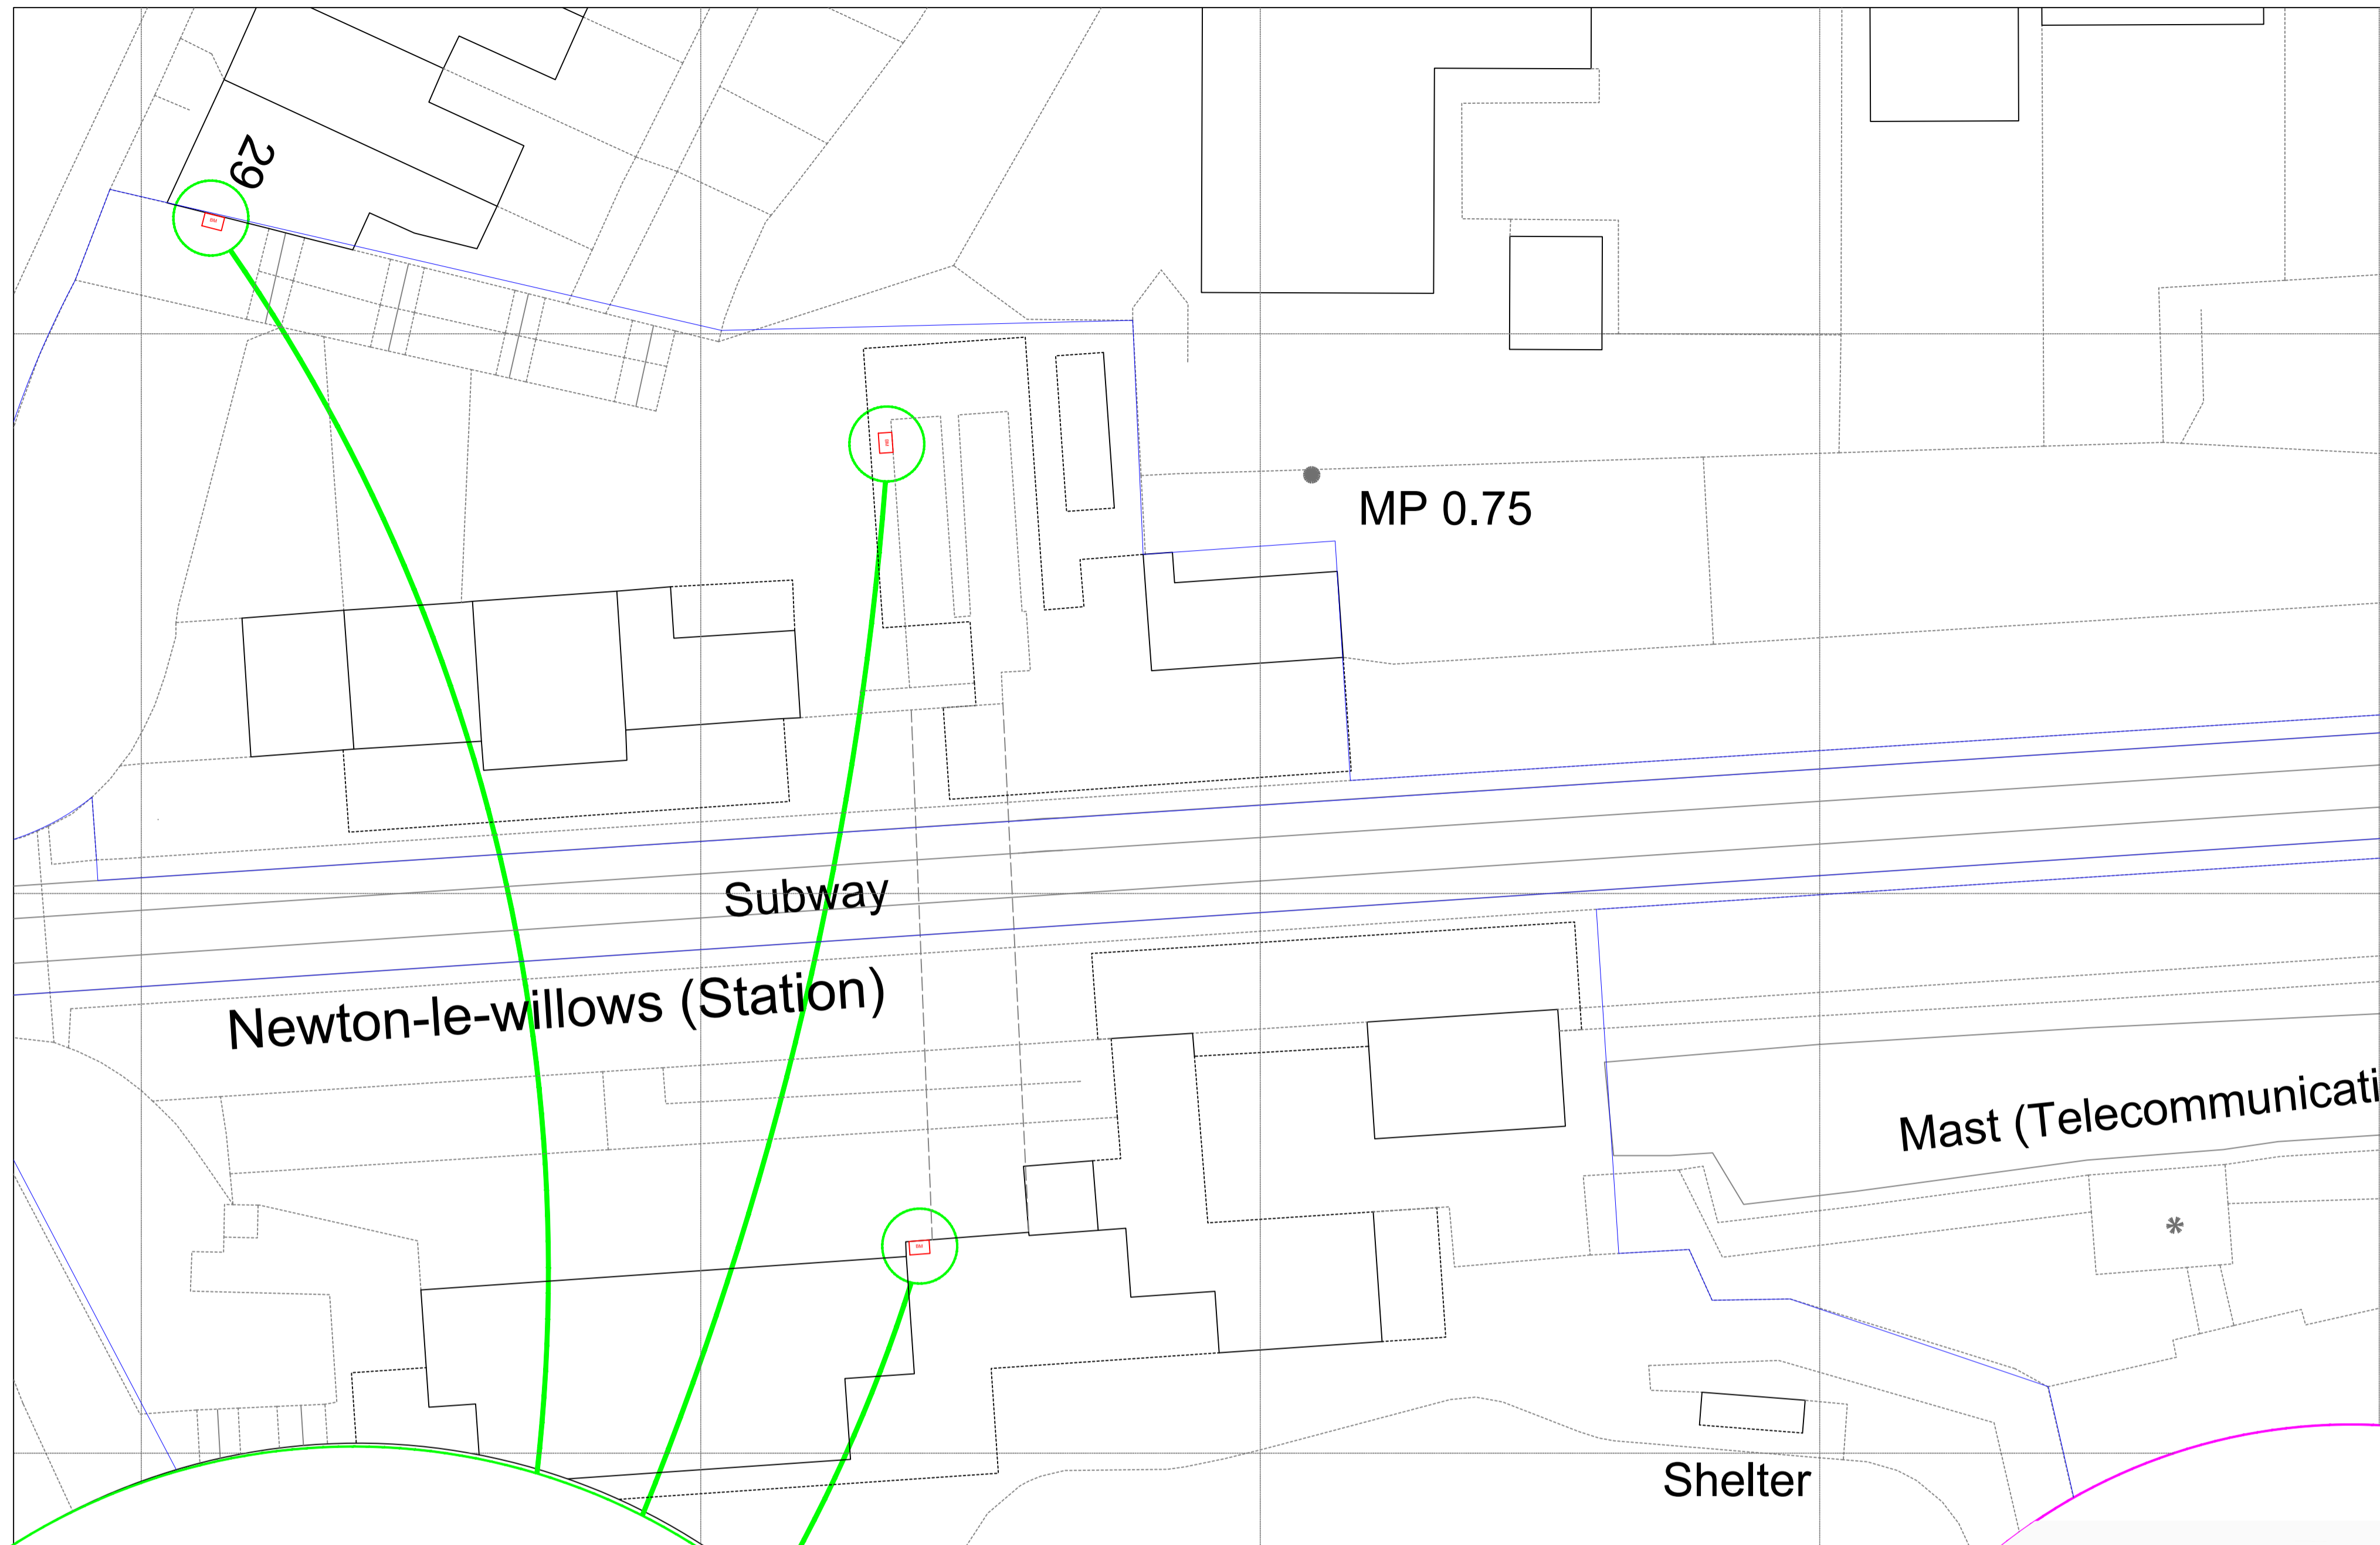 29
MP 0.75
Subway
Newton-le-willows (Station)
Mast (Telecommunicati
Shelter